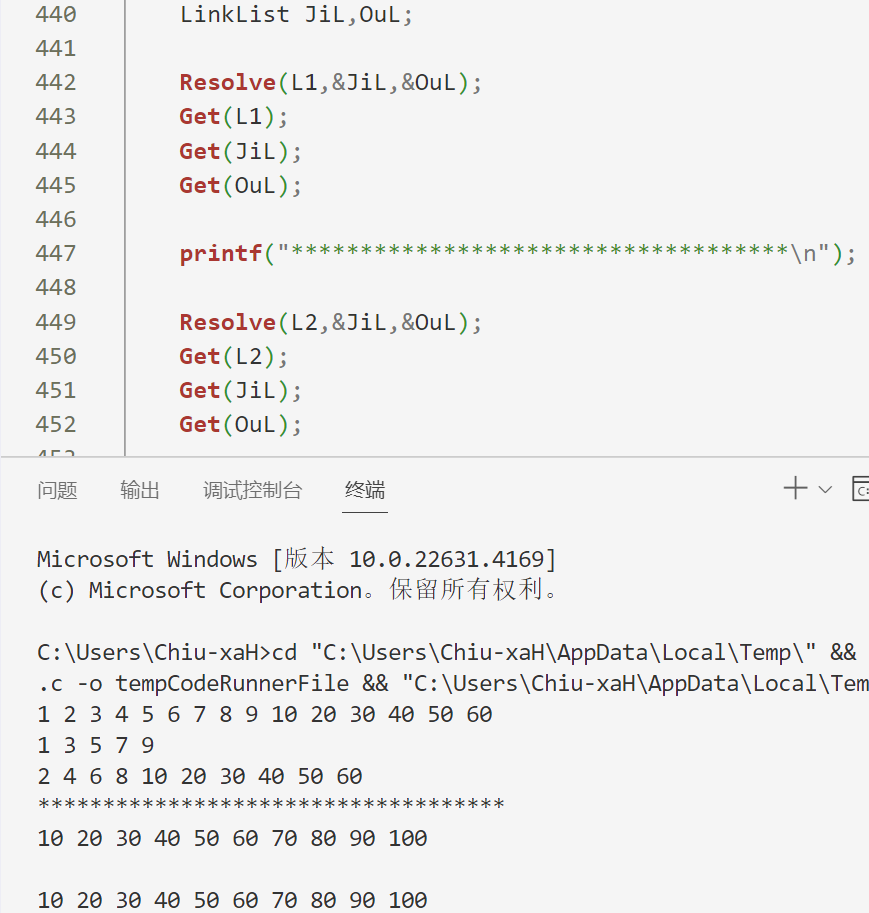 440 LinkList JiL,OuL;
441
442 Resolve(L1,&JiL,&OuL);
443 Get(L1);
444 Get(JiL);
445 Get(OuL);
446
447 printf("************************************\n");
448
449 Resolve(L2,&JiL,&OuL);
450 Get(L2);
451 Get(JiL);
452 Get(OuL);
问题 输出 调试控制台 终端
Microsoft Windows [版本 10.0.22631.4169]
(c) Microsoft Corporation。保留所有权利。
C:\Users\Chiu-xaH>cd "C:\Users\Chiu-xaH\AppData\Local\Temp\" &&
.c -o tempCodeRunnerFile && "C:\Users\Chiu-xaH\AppData\Local\Tem
1 2 3 4 5 6 7 8 9 10 20 30 40 50 60
1 3 5 7 9
2 4 6 8 10 20 30 40 50 60
************************************
10 20 30 40 50 60 70 80 90 100
10 20 30 40 50 60 70 80 90 100